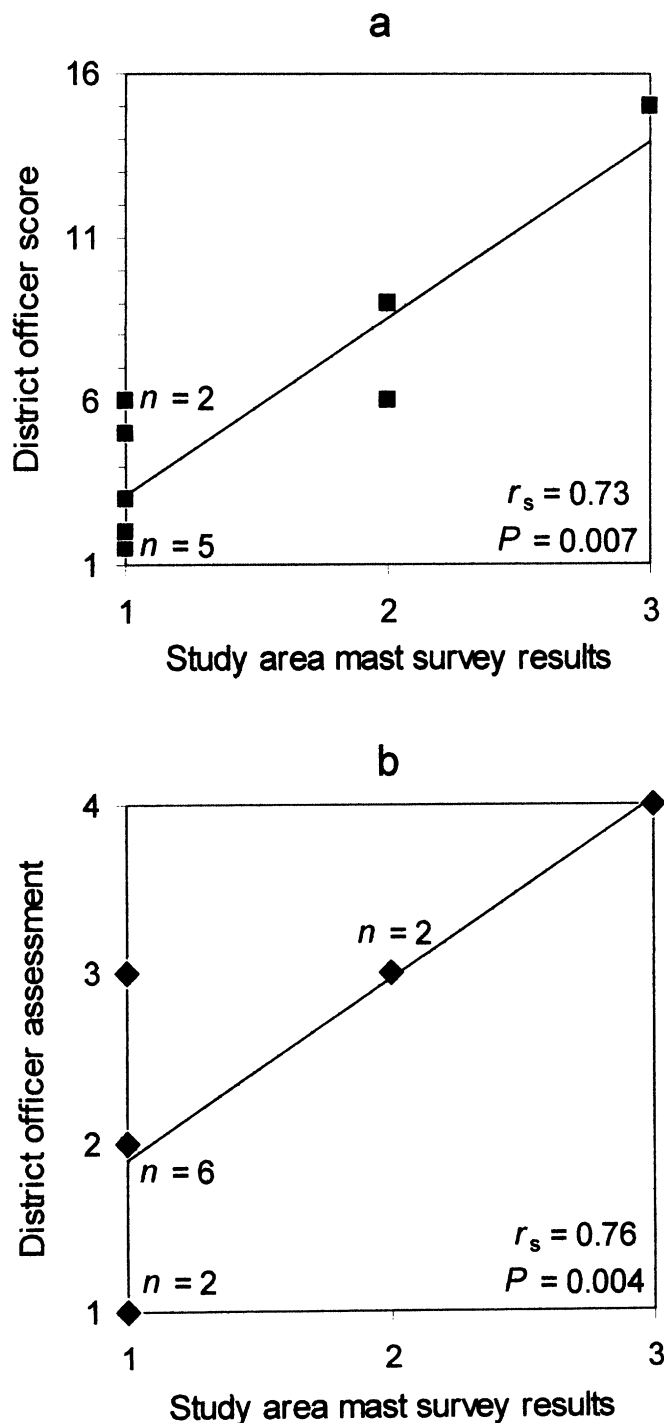 a
16
11
6
1
District officer score
n = 2
n = 5
rs = 0.73
P = 0.007
1 2 3
Study area mast survey results
b
4
3
2
1
District officer assessment
n = 2
n = 6
n = 2
rs = 0.76
P = 0.004
1 2 3
Study area mast survey results